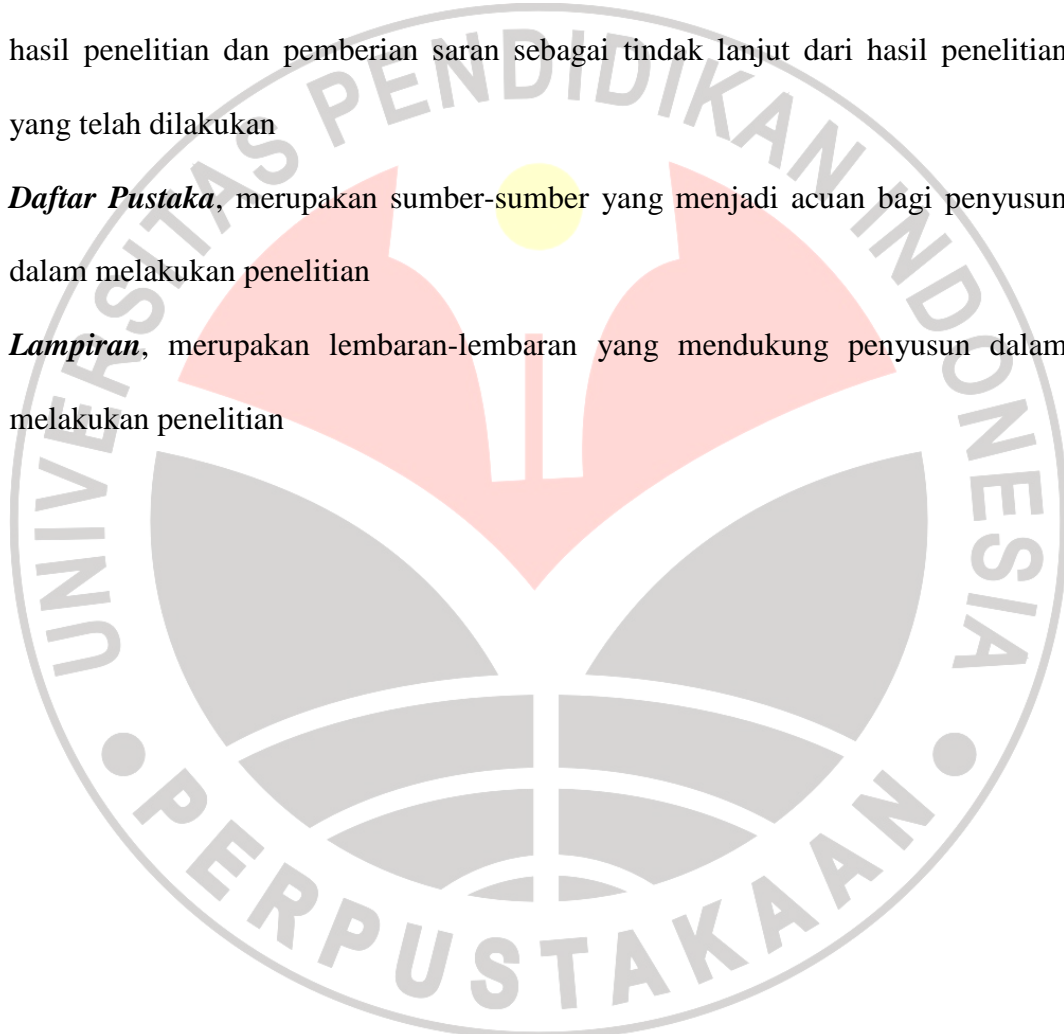 hasil penelitian dan pemberian saran sebagai tindak lanjut dari hasil penelitian
yang telah dilakukan
Daftar Pustaka, merupakan sumber-sumber yang menjadi acuan bagi penyusun
dalam melakukan penelitian
Lampiran, merupakan lembaran-lembaran yang mendukung penyusun dalam
melakukan penelitian
UNIVERSITAS PENDIDIKAN INDONESIA
PERPUSTAKAAN